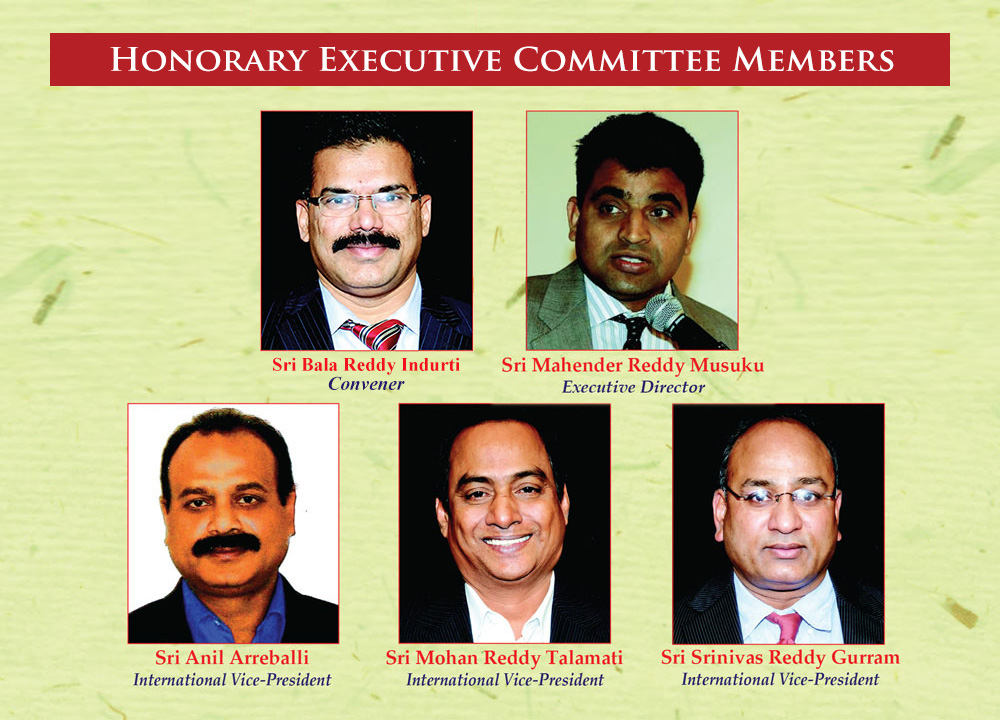 Honorary Executive Committee Members
Sri Bala Reddy Indurti
Convener
Sri Mahender Reddy Musuku
Executive Director
Sri Anil Arreballi
International Vice-President
Sri Mohan Reddy Talamati
International Vice-President
Sri Srinivas Reddy Gurram
International Vice-President